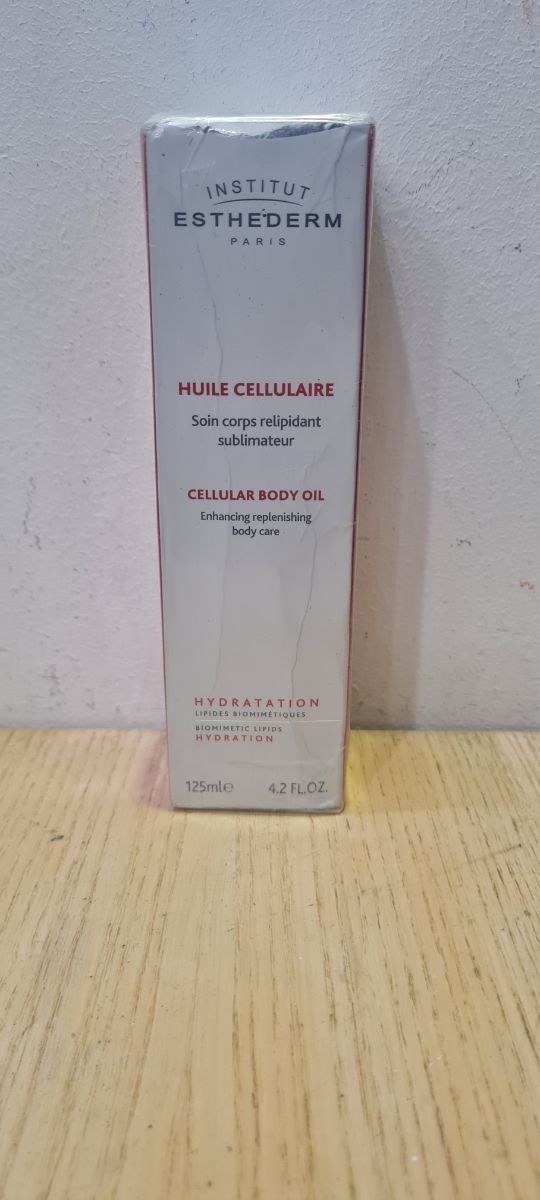 INSTITUT
ESTHEDERM
PARIS
HUILE CELLULAIRE
Soin corps relipidant
sublimateur
CELLULAR BODY OIL
Enhancing replenishing
body care
HYDRATATION
LIPIDES BIOMIMÉTIQUES
BIOMIMETIC LIPIDS
HYDRATION
125ml℮ 4.2 FL.OZ.